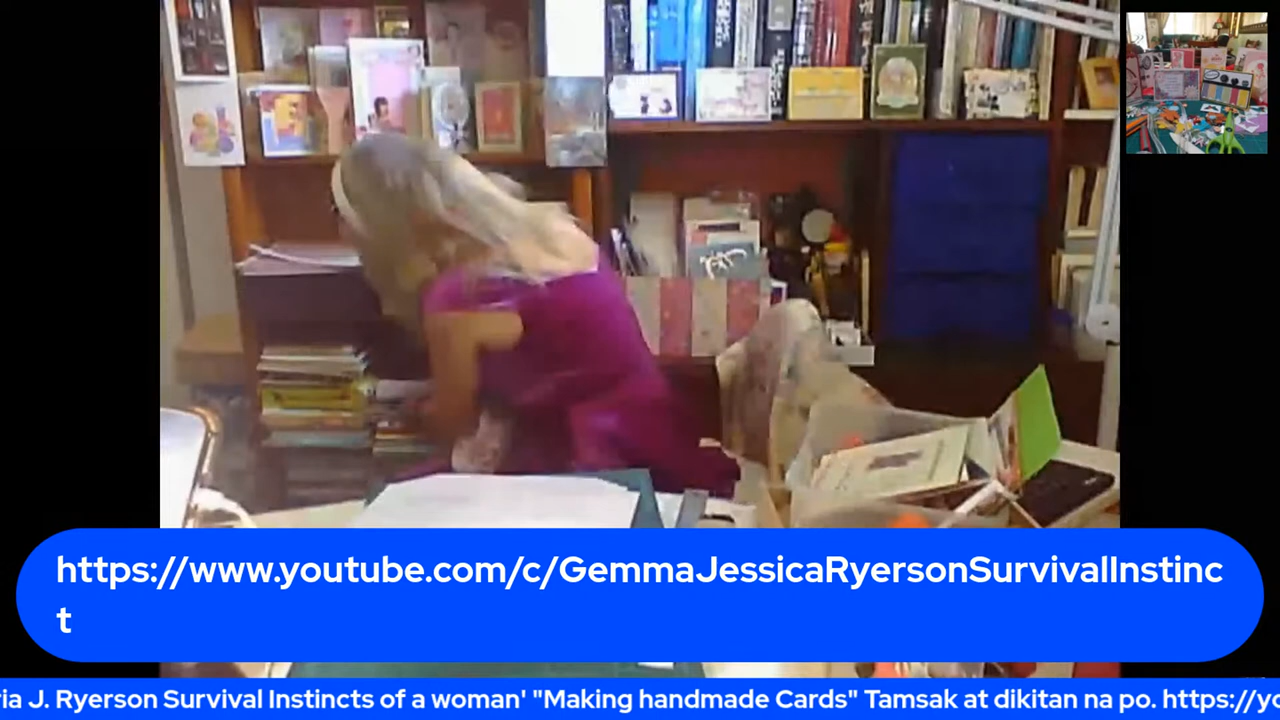 https://www.youtube.com/c/GemmaJessicaRyersonSurvivalInstinc
t
ia J. Ryerson Survival Instincts of a woman' "Making handmade Cards" Tamsak at dikitan na po. https://yo